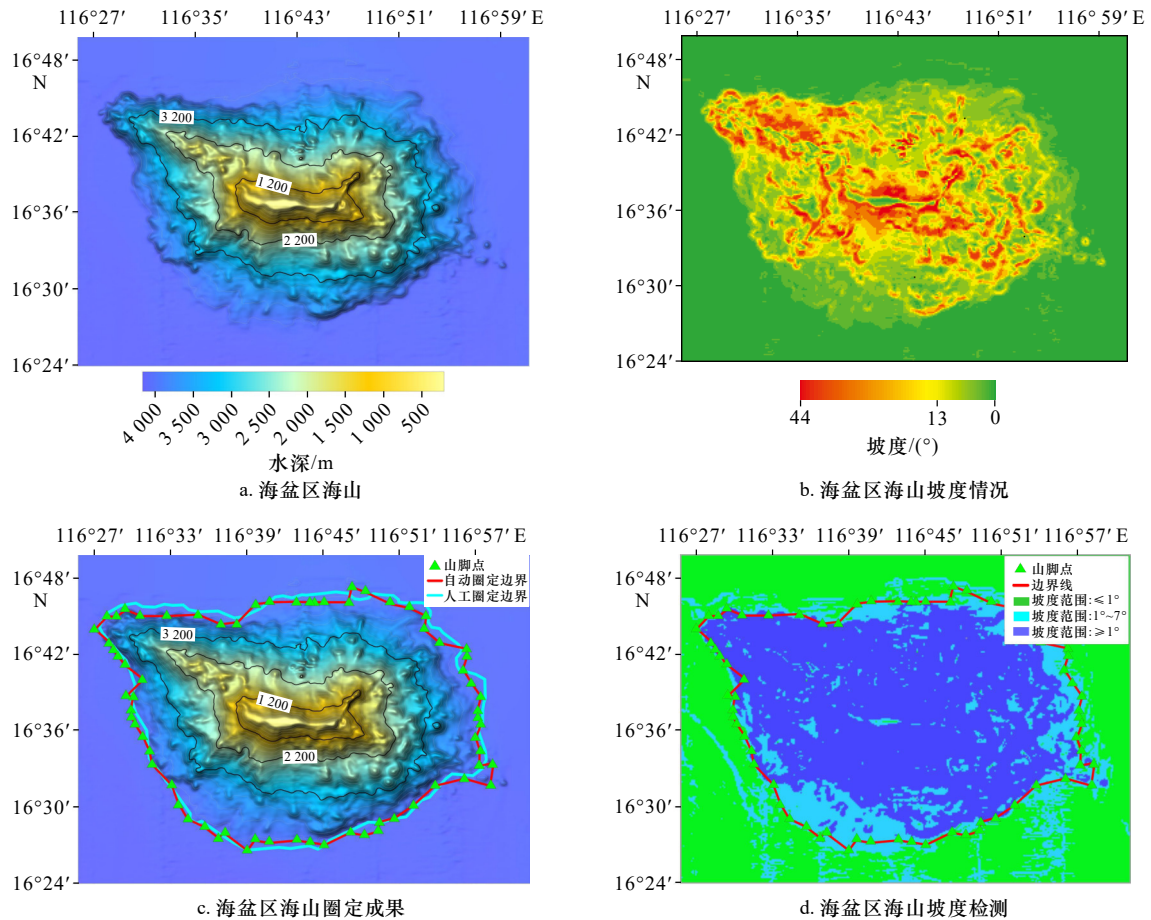 116°27′ 116°35′ 116°43′ 116°51′ 116°59′ E
16°48′
N
16°42′
16°36′
16°30′
16°24′
3 200
1 200
2 200
4 000 3 500 3 000 2 500 2 000 1 500 1 000 500
水深/m
a. 海盆区海山
116°27′ 116°35′ 116°43′ 116°51′ 116°59′ E
16°48′
N
16°42′
16°36′
16°30′
16°24′
44 13 0
坡度/(°)
b. 海盆区海山坡度情况
116°27′ 116°33′ 116°39′ 116°45′ 116°51′ 116°57′ E
16°48′
N
16°42′
16°36′
16°30′
16°24′
山脚点
自动圈定边界
人工圈定边界
3 200
1 200
2 200
c. 海盆区海山圈定成果
116°27′ 116°33′ 116°39′ 116°45′ 116°51′ 116°57′ E
16°48′
N
16°42′
16°36′
16°30′
16°24′
山脚点
边界线
坡度范围:≤1°
坡度范围:1°~7°
坡度范围:≥1°
d. 海盆区海山坡度检测